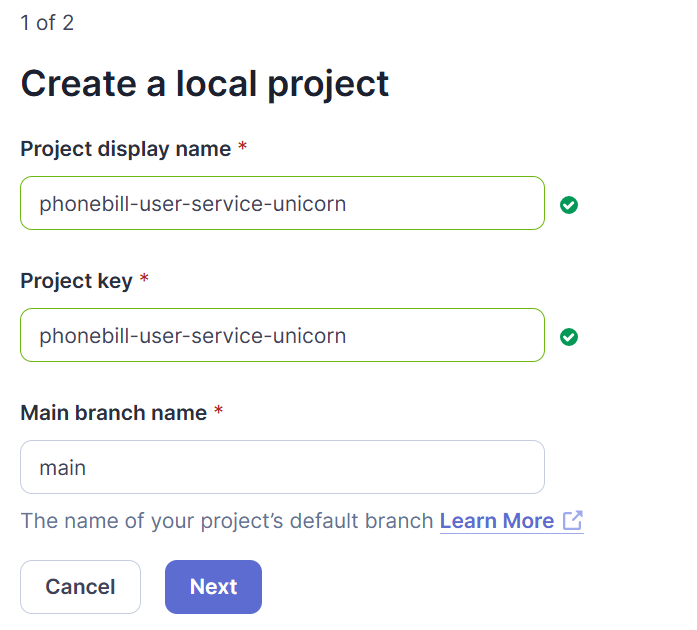 1 of 2
Create a local project
Project display name *
phonebill-user-service-unicorn
Project key *
phonebill-user-service-unicorn
Main branch name *
main
The name of your project’s default branch Learn More
Cancel Next